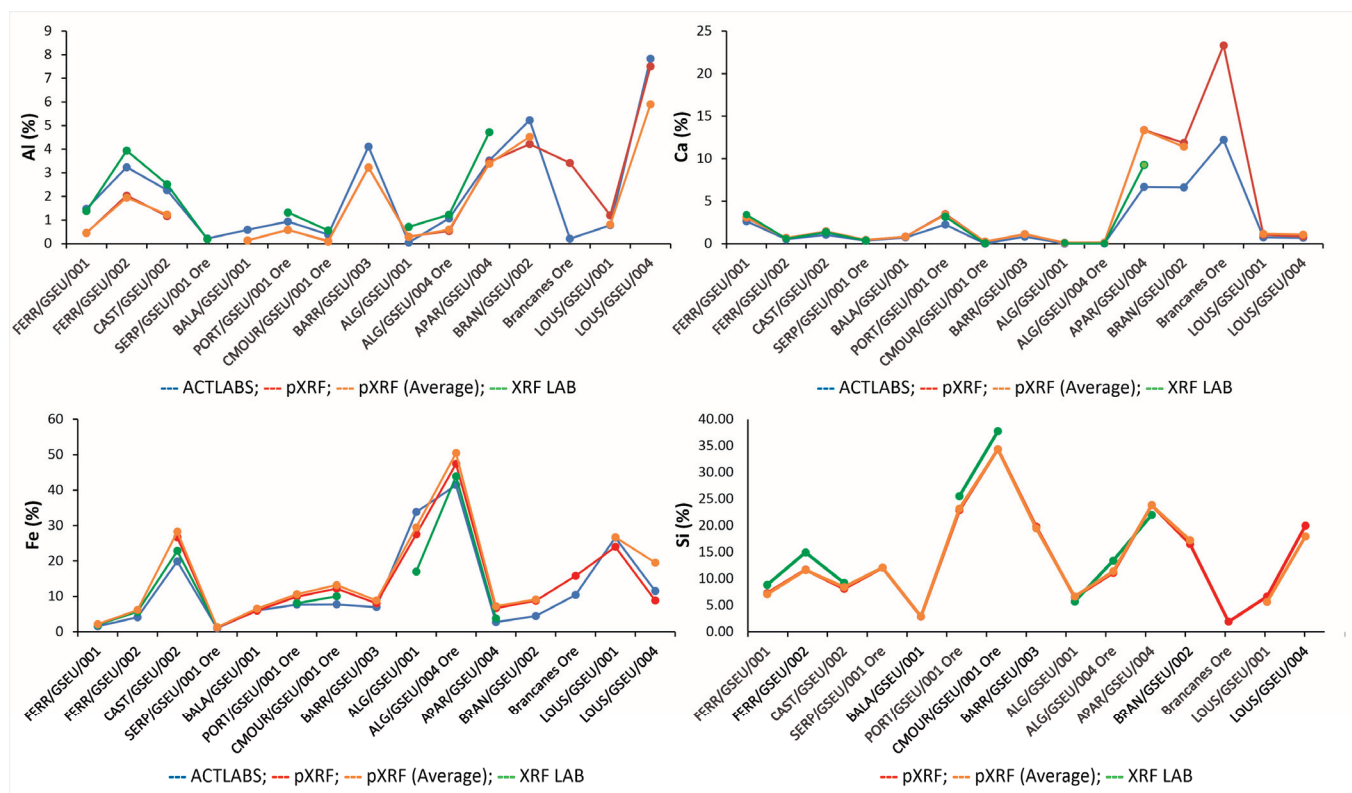 9
8
7
6
5
4
3
2
1
0
Al (%)
FERR/GSEU/001
FERR/GSEU/002
CAST/GSEU/002
SERP/GSEU/001 Ore
BALA/GSEU/001
PORT/GSEU/001 Ore
CMOUR/GSEU/001 Ore
BARR/GSEU/003
ALG/GSEU/001
ALG/GSEU/004 Ore
APAR/GSEU/004
BRAN/GSEU/002
Brancanes Ore
LOUS/GSEU/001
LOUS/GSEU/004
ACTLABS; pXRF; pXRF (Average); XRF LAB
25
20
15
10
5
0
Ca (%)
FERR/GSEU/001
FERR/GSEU/002
CAST/GSEU/002
SERP/GSEU/001 Ore
BALA/GSEU/001
PORT/GSEU/001 Ore
CMOUR/GSEU/001 Ore
BARR/GSEU/003
ALG/GSEU/001
ALG/GSEU/004 Ore
APAR/GSEU/004
BRAN/GSEU/002
Brancanes Ore
LOUS/GSEU/001
LOUS/GSEU/004
ACTLABS; pXRF; pXRF (Average); XRF LAB
60
50
40
30
20
10
0
Fe (%)
FERR/GSEU/001
FERR/GSEU/002
CAST/GSEU/002
SERP/GSEU/001 Ore
BALA/GSEU/001
PORT/GSEU/001 Ore
CMOUR/GSEU/001 Ore
BARR/GSEU/003
ALG/GSEU/001
ALG/GSEU/004 Ore
APAR/GSEU/004
BRAN/GSEU/002
Brancanes Ore
LOUS/GSEU/001
LOUS/GSEU/004
ACTLABS; pXRF; pXRF (Average); XRF LAB
40.00
35.00
30.00
25.00
20.00
15.00
10.00
5.00
0.00
Si (%)
FERR/GSEU/001
FERR/GSEU/002
CAST/GSEU/002
SERP/GSEU/001 Ore
BALA/GSEU/001
PORT/GSEU/001 Ore
CMOUR/GSEU/001 Ore
BARR/GSEU/003
ALG/GSEU/001
ALG/GSEU/004 Ore
APAR/GSEU/004
BRAN/GSEU/002
Brancanes Ore
LOUS/GSEU/001
LOUS/GSEU/004
pXRF; pXRF (Average); XRF LAB